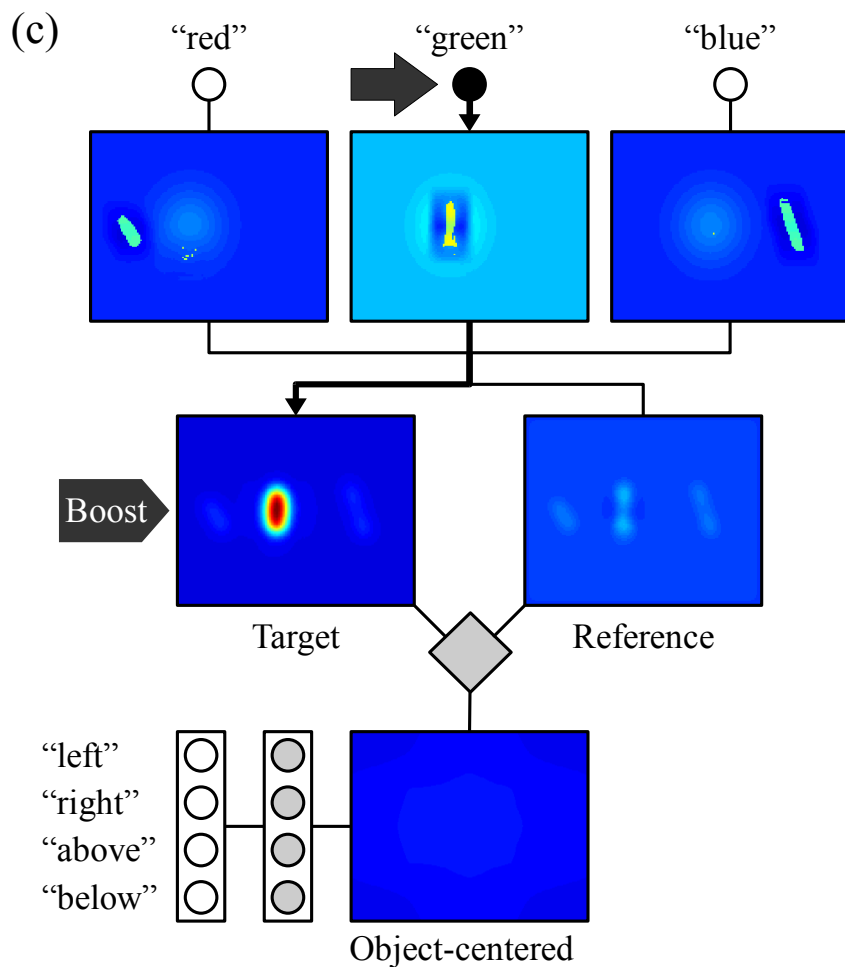 (c)
“red” “green” “blue”
Boost
Target Reference
“left”
“right”
“above”
“below”
Object-centered